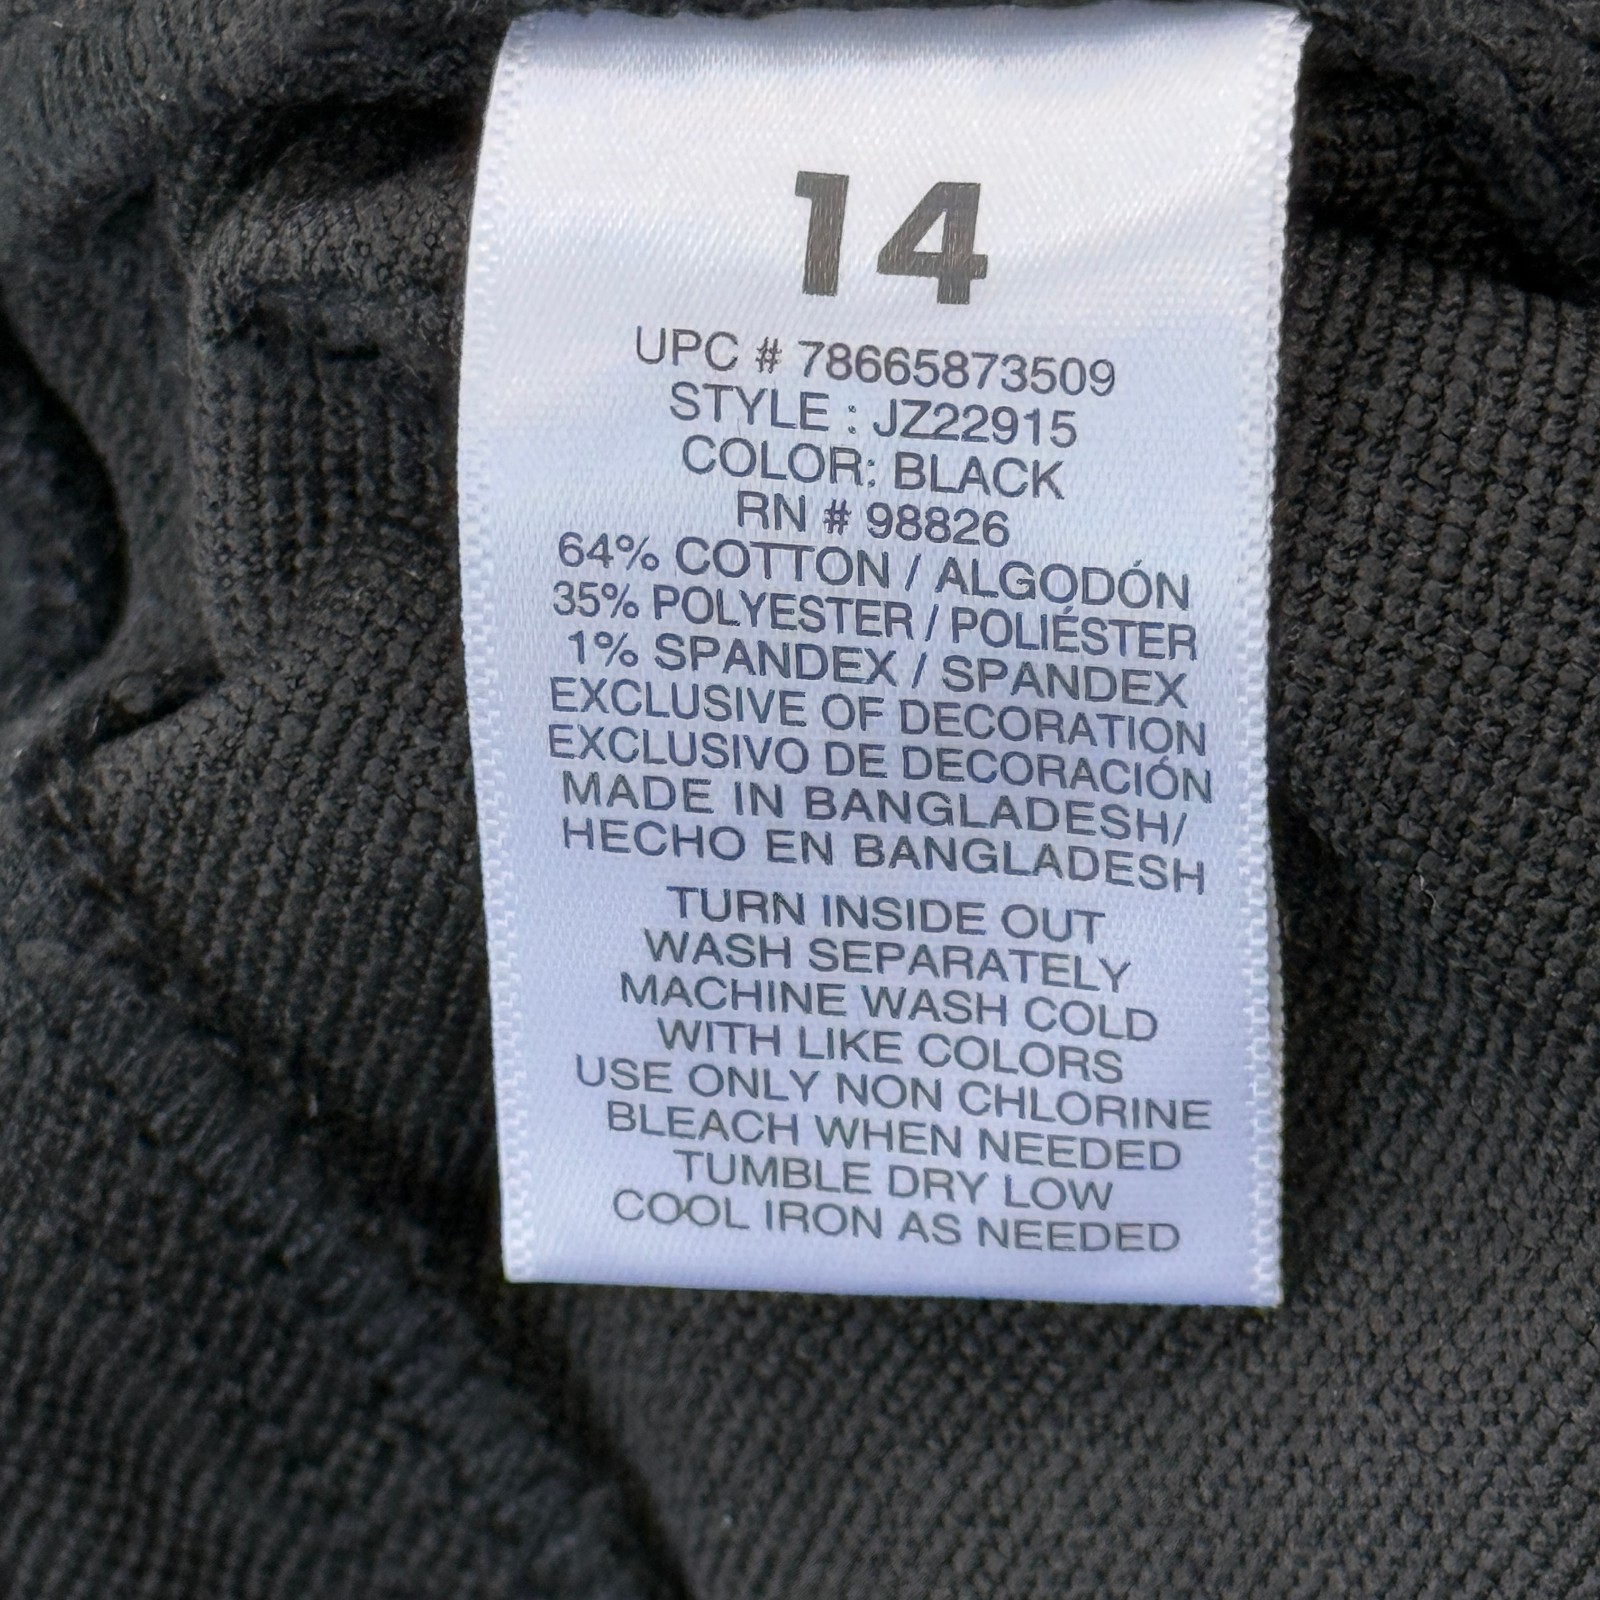 14
UPC # 78665873509
STYLE : JZ22915
COLOR: BLACK
RN # 98826
64% COTTON / ALGODÓN
35% POLYESTER / POLIÉSTER
1% SPANDEX / SPANDEX
EXCLUSIVE OF DECORATION
EXCLUSIVO DE DECORACIÓN
MADE IN BANGLADESH/
HECHO EN BANGLADESH
TURN INSIDE OUT
WASH SEPARATELY
MACHINE WASH COLD
WITH LIKE COLORS
USE ONLY NON CHLORINE
BLEACH WHEN NEEDED
TUMBLE DRY LOW
COOL IRON AS NEEDED